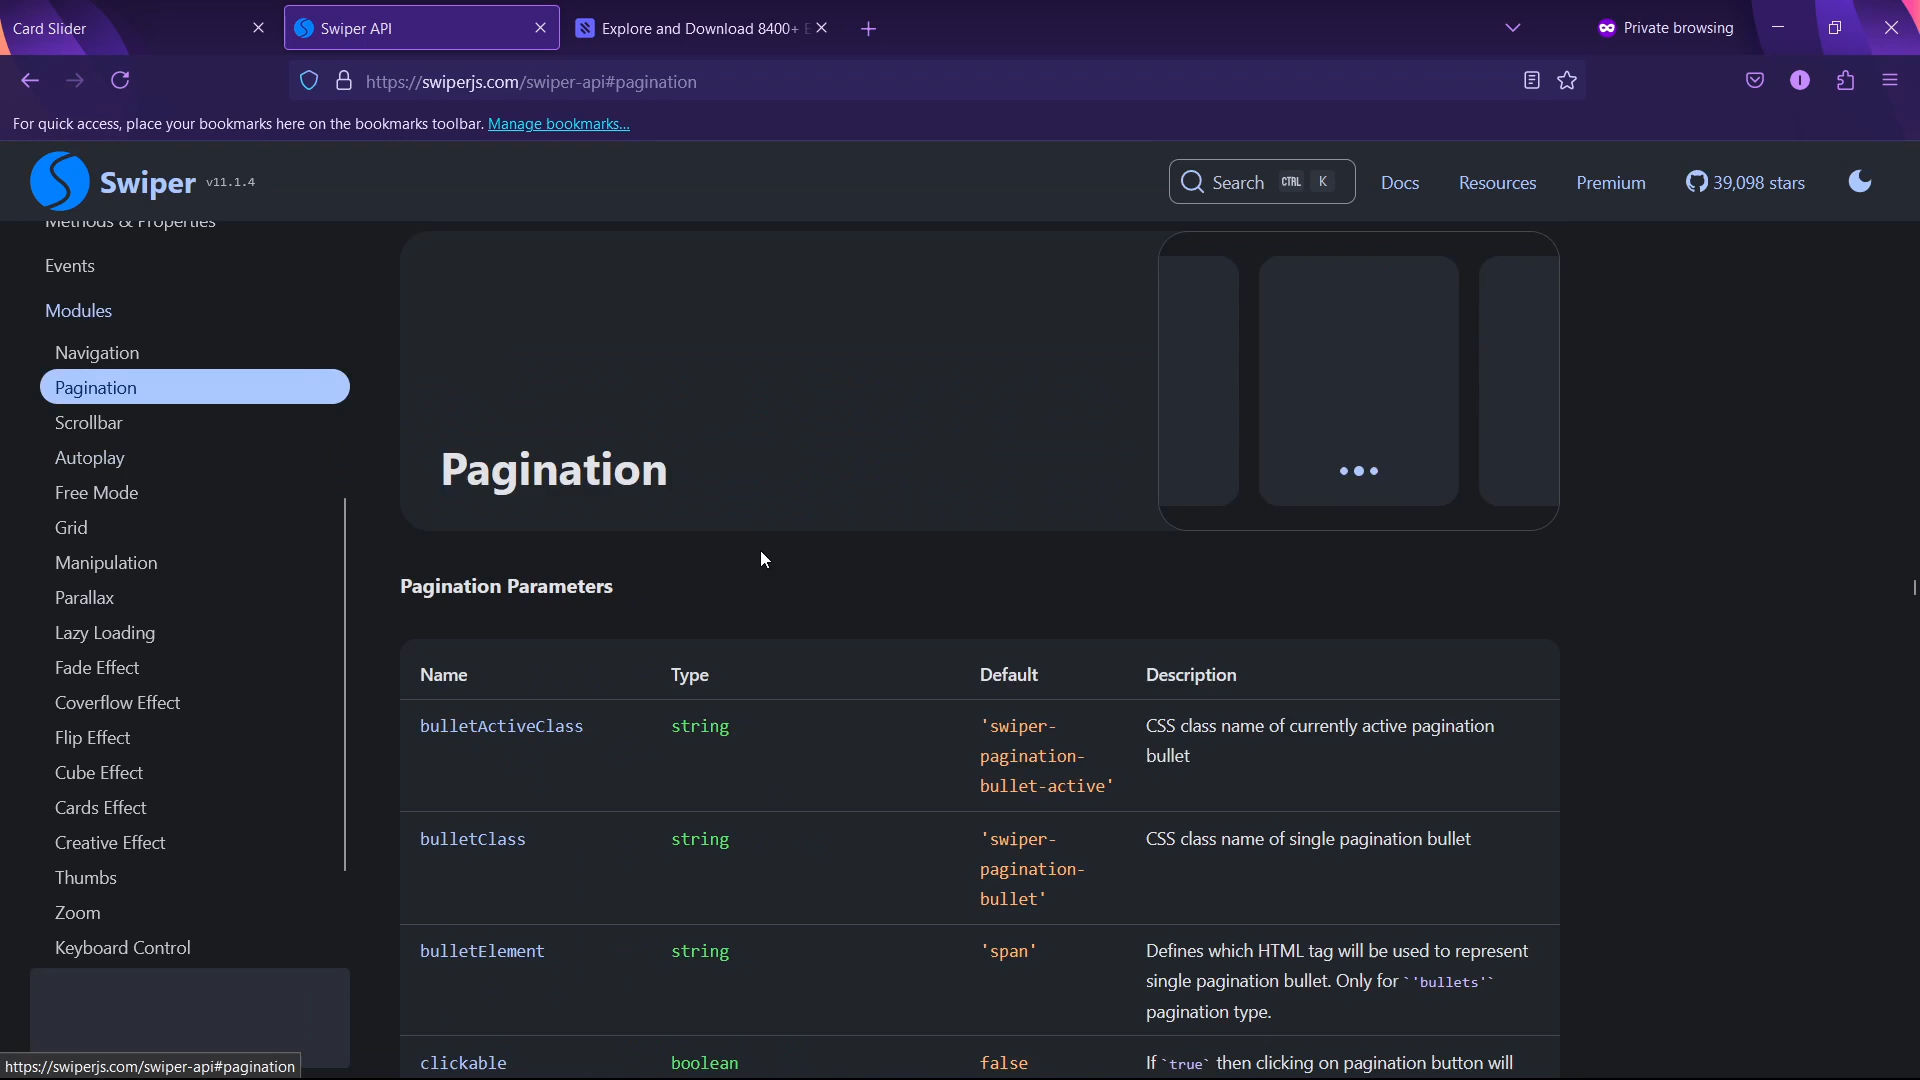 Card Slider
Swiper API
Explore and Download 8400+
Private browsing
https://swiperjs.com/swiper-api#pagination
For quick access, place your bookmarks here on the bookmarks toolbar. Manage bookmarks...
Swiper v11.1.4
Search CTRL K
Docs
Resources
Premium
39,098 stars
Methods & Properties
Events
Modules
Navigation
Pagination
Scrollbar
Autoplay
Free Mode
Grid
Manipulation
Parallax
Lazy Loading
Fade Effect
Coverflow Effect
Flip Effect
Cube Effect
Cards Effect
Creative Effect
Thumbs
Zoom
Keyboard Control
Pagination
Pagination Parameters
Name Type Default Description
bulletActiveClass string 'swiper- CSS class name of currently active pagination
pagination- bullet
bullet-active'
bulletClass string 'swiper- CSS class name of single pagination bullet
pagination-
bullet'
bulletElement string 'span' Defines which HTML tag will be used to represent
single pagination bullet. Only for `'bullets'`
pagination type.
clickable boolean false If `true` then clicking on pagination button will
https://swiperjs.com/swiper-api#pagination